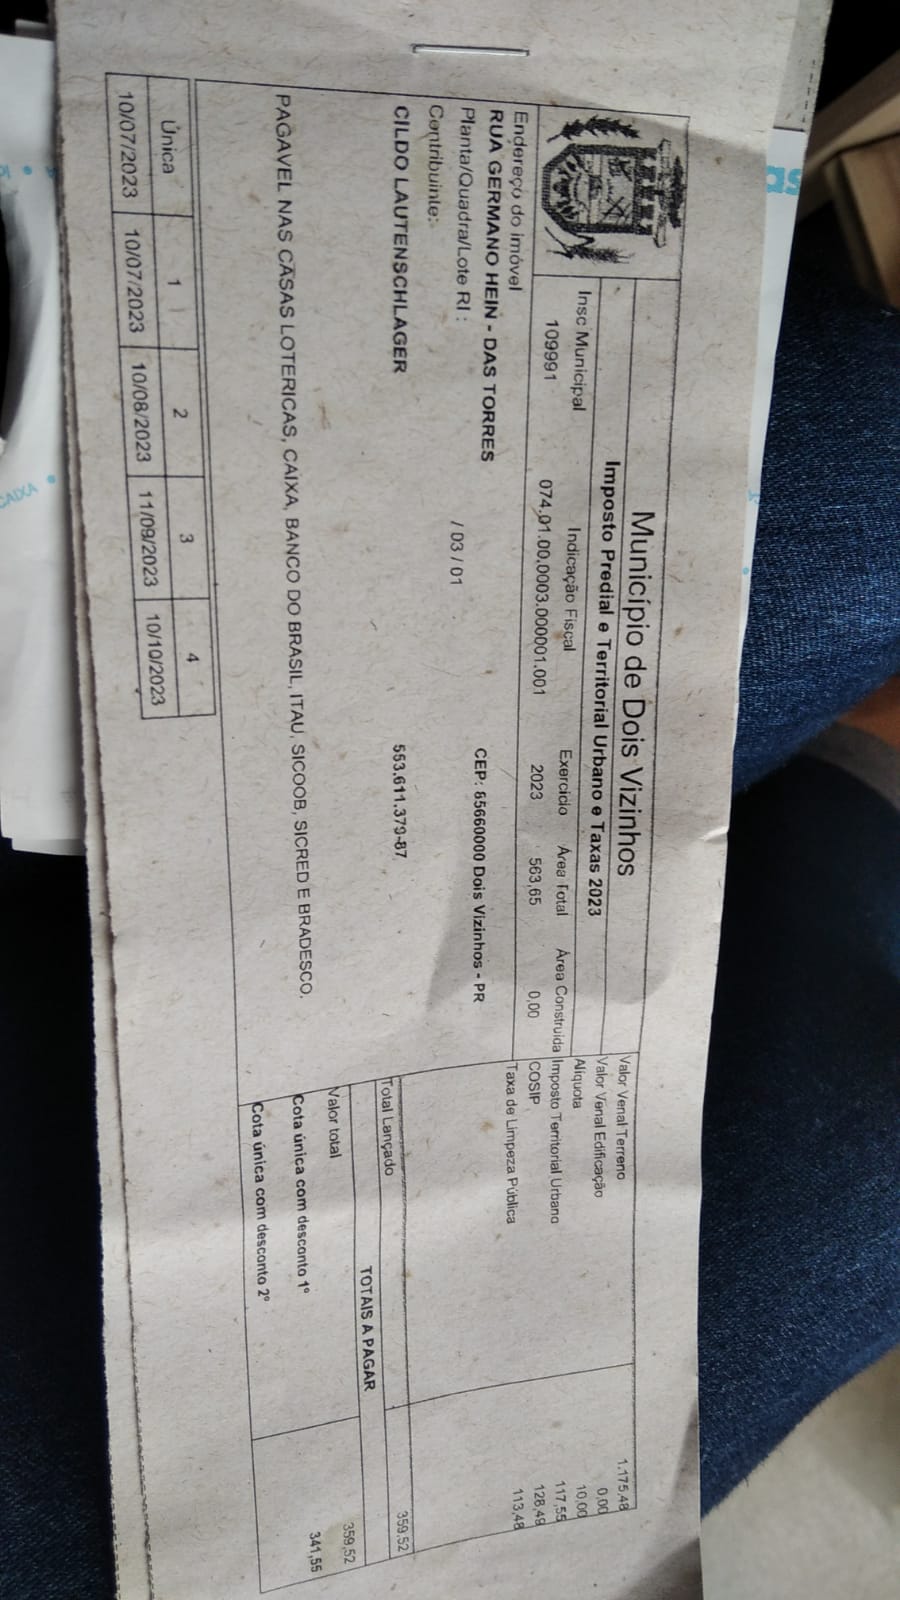 Município de Dois Vizinhos
Imposto Predial e Territorial Urbano e Taxas 2023
Insc Municipal Indicação Fiscal Exercício Área Total Área Construída
109991 074.01.00.0003.000001.001 2023 563,65 0,00
Endereço do imóvel
RUA GERMANO HEIN - DAS TORRES CEP: 85660000 Dois Vizinhos - PR
Planta/Quadra/Lote RI : / 03 / 01
Contribuinte:
CILDO LAUTENSCHLAGER 553.611.379-87
PAGAVEL NAS CASAS LOTERICAS, CAIXA, BANCO DO BRASIL, ITAU, SICOOB, SICRED E BRADESCO.
Valor Venal Terreno 1.175,48
Valor Venal Edificação 0,00
Alíquota 10,00
Imposto Territorial Urbano 117,55
COSIP 128,49
Taxa de Limpeza Pública 113,48
Total Lançado 359,52
TOTAIS A PAGAR
Valor total 359,52
Cota única com desconto 1º 341,55
Cota única com desconto 2º
Única 1 2 3 4
10/07/2023 10/07/2023 10/08/2023 11/09/2023 10/10/2023
CAIXA